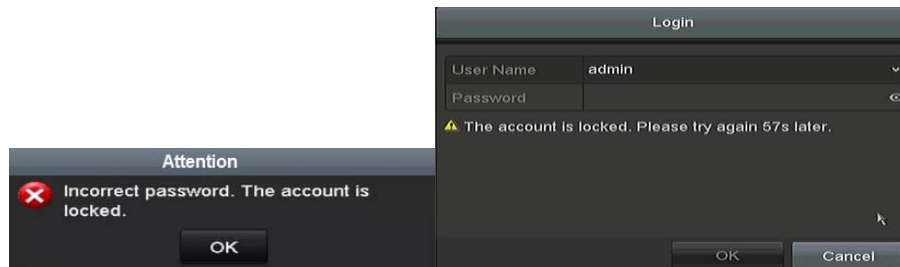 Attention
Incorrect password. The account is
locked.
OK
Login
User Name admin
Password
The account is locked. Please try again 57s later.
OK Cancel